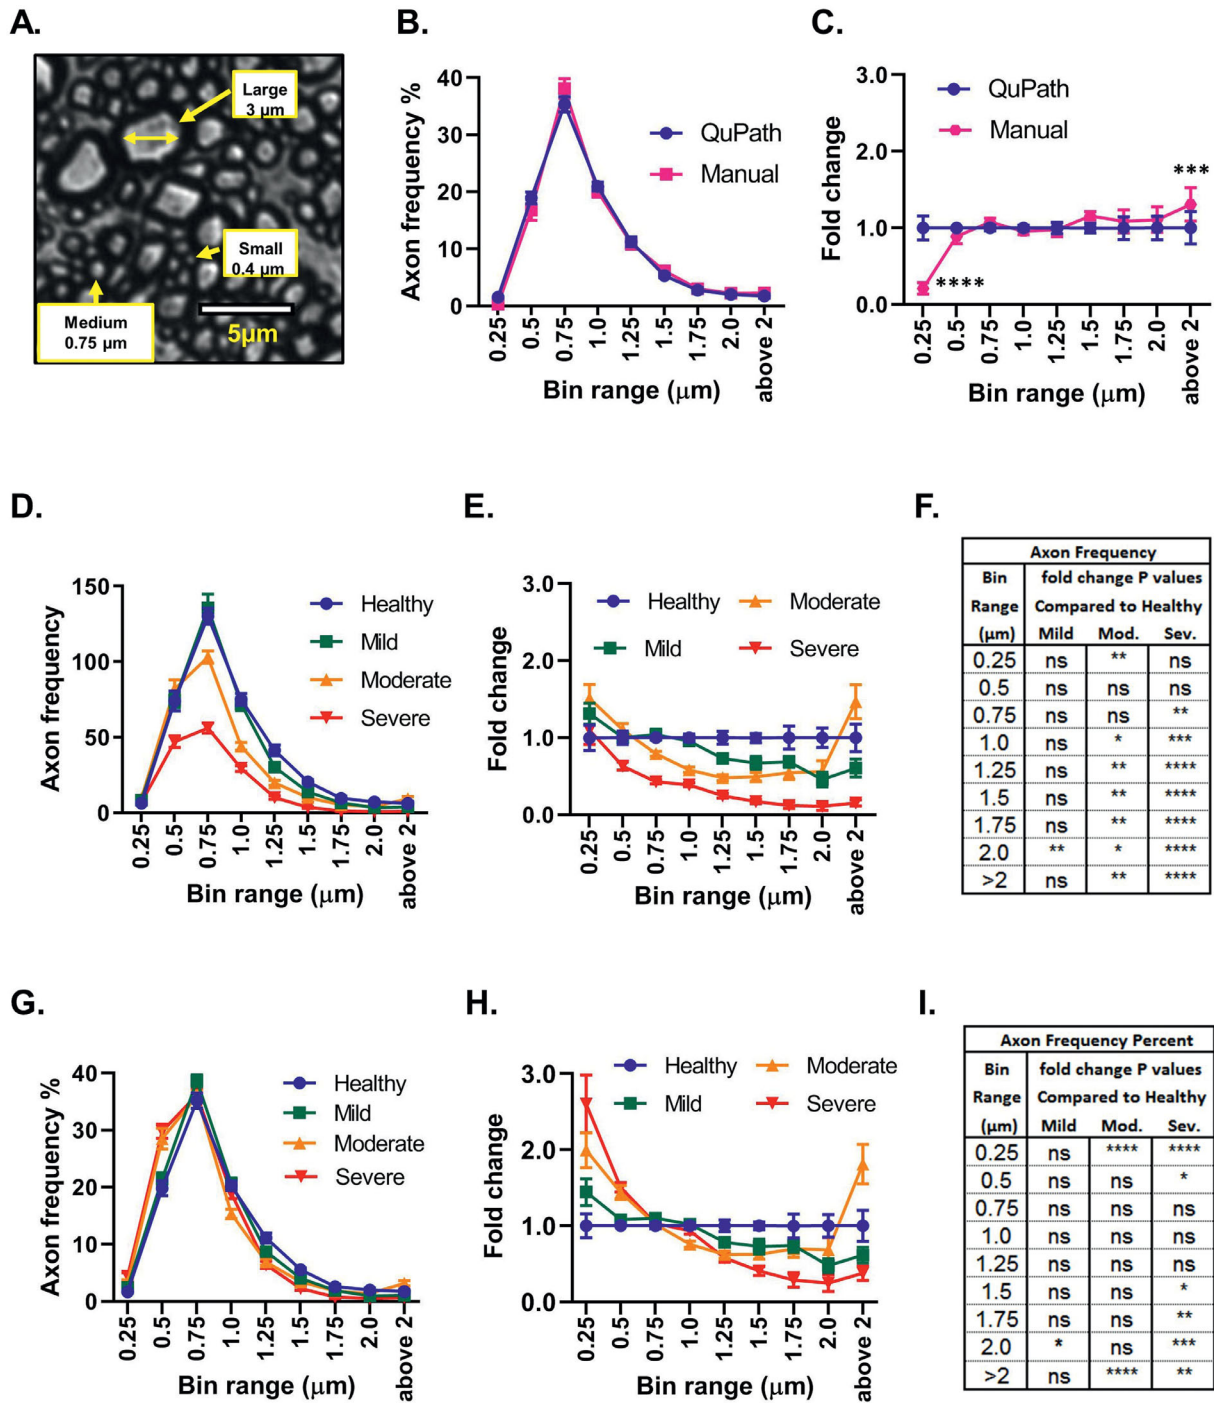 A.
Large
3 µm
Small
0.4 µm
Medium
0.75 µm
5µm
B.
Axon frequency %
40
30
20
10
0
QuPath
Manual
0.25
0.5
0.75
1.0
1.25
1.5
1.75
2.0
above 2
Bin range (µm)
C.
Fold change
3.0
2.0
1.0
0.0
QuPath
Manual
****
***
0.25
0.5
0.75
1.0
1.25
1.5
1.75
2.0
above 2
Bin range (µm)
D.
Axon frequency
150
100
50
0
Healthy
Mild
Moderate
Severe
0.25
0.5
0.75
1.0
1.25
1.5
1.75
2.0
above 2
Bin range (µm)
E.
Fold change
3.0
2.0
1.0
0.0
Healthy
Moderate
Mild
Severe
0.25
0.5
0.75
1.0
1.25
1.5
1.75
2.0
above 2
Bin range (µm)
F.
Axon Frequency
Bin fold change P values
Range Compared to Healthy
(µm) Mild Mod. Sev.
0.25 ns ** ns
0.5 ns ns ns
0.75 ns ns **
1.0 ns * ***
1.25 ns ** ****
1.5 ns ** ****
1.75 ns ** ****
2.0 ** * ****
>2 ns ** ****
G.
Axon frequency %
40
30
20
10
0
Healthy
Mild
Moderate
Severe
0.25
0.5
0.75
1.0
1.25
1.5
1.75
2.0
above 2
Bin range (µm)
H.
Fold change
3.0
2.0
1.0
0.0
Healthy
Moderate
Mild
Severe
0.25
0.5
0.75
1.0
1.25
1.5
1.75
2.0
above 2
Bin range (µm)
I.
Axon Frequency Percent
Bin fold change P values
Range Compared to Healthy
(µm) Mild Mod. Sev.
0.25 ns **** ****
0.5 ns ns *
0.75 ns ns ns
1.0 ns ns ns
1.25 ns ns ns
1.5 ns ns *
1.75 ns ns **
2.0 * ns ***
>2 ns **** **